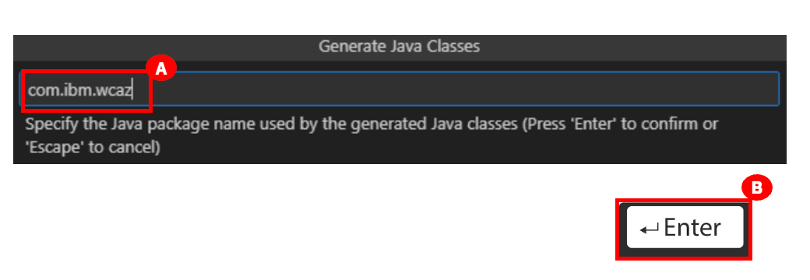 Generate Java Classes
A
com.ibm.wcaz
Specify the Java package name used by the generated Java classes (Press 'Enter' to confirm or
'Escape' to cancel)
B
↵ Enter